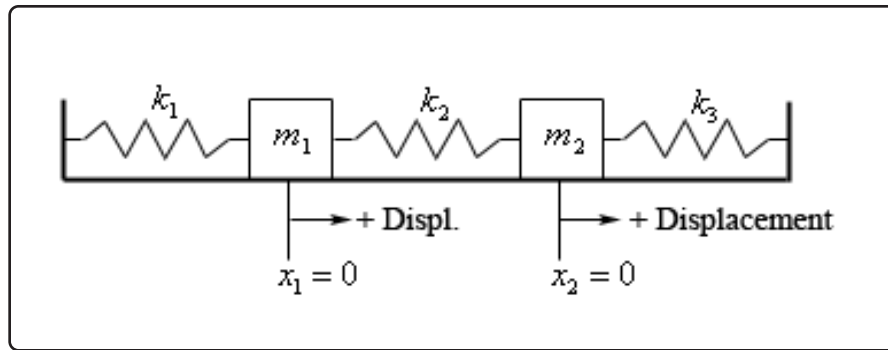 k₁ k₂ k₃
m₁ m₂
+ Displ. + Displacement
x₁ = 0 x₂ = 0